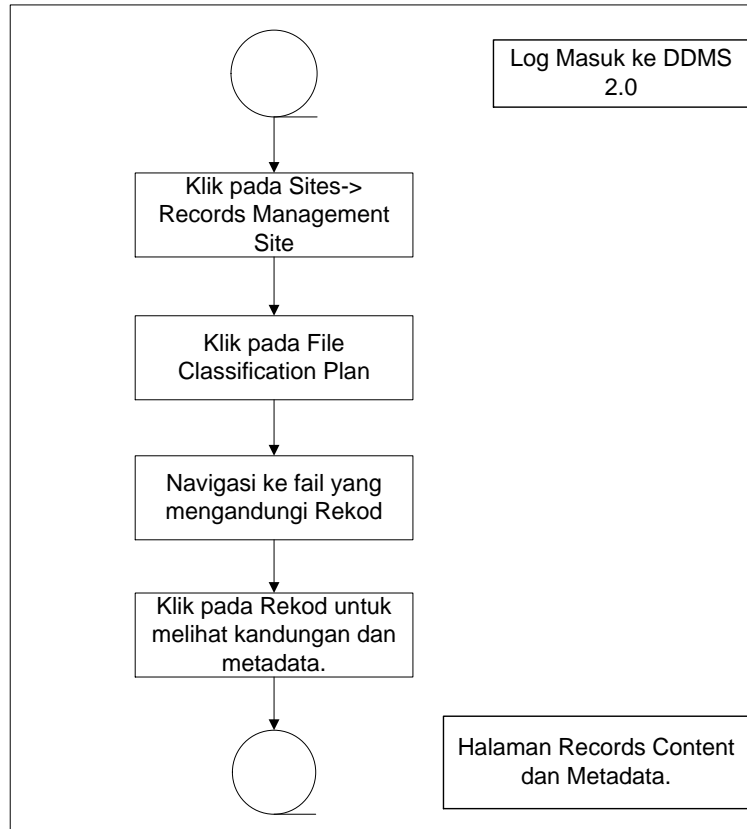 Log Masuk ke DDMS
2.0
Klik pada Sites->
Records Management
Site
Klik pada File
Classification Plan
Navigasi ke fail yang
mengandungi Rekod
Klik pada Rekod untuk
melihat kandungan dan
metadata.
Halaman Records Content
dan Metadata.